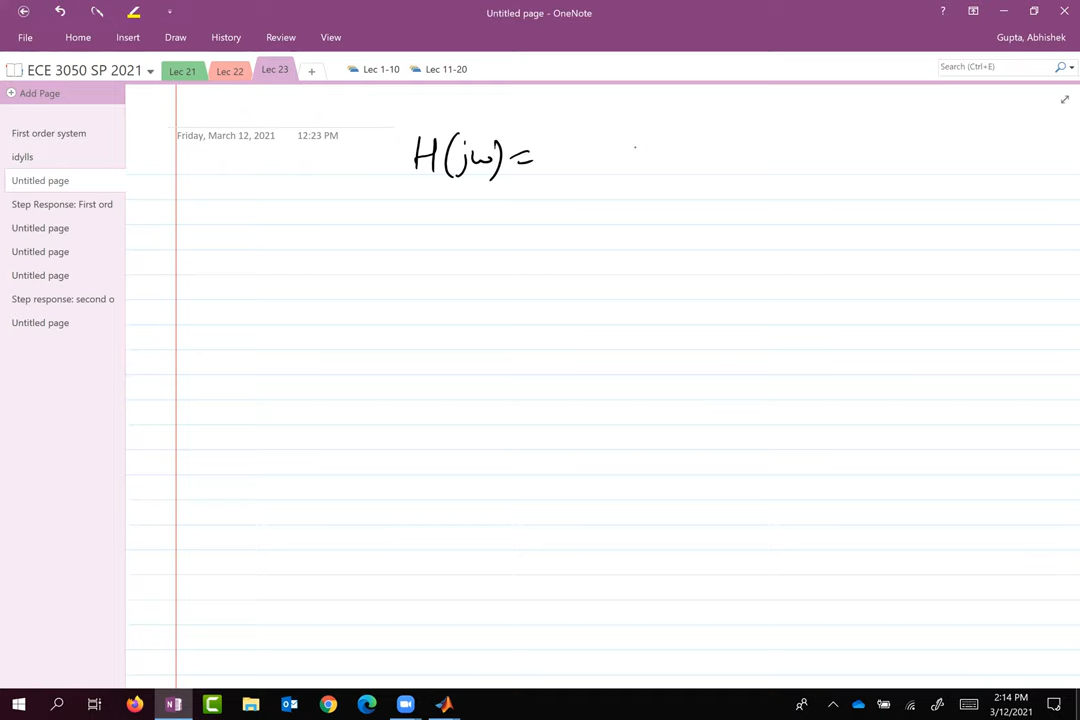 Untitled page - OneNote
?
File Home Insert Draw History Review View
Gupta, Abhishek
ECE 3050 SP 2021
Lec 21
Lec 22
Lec 23
+
Lec 1-10
Lec 11-20
Search (Ctrl+E)
Add Page
First order system
idylls
Untitled page
Step Response: First ord
Untitled page
Untitled page
Untitled page
Step response: second o
Untitled page
Friday, March 12, 2021 12:23 PM
H(jω)=
2:14 PM
3/12/2021